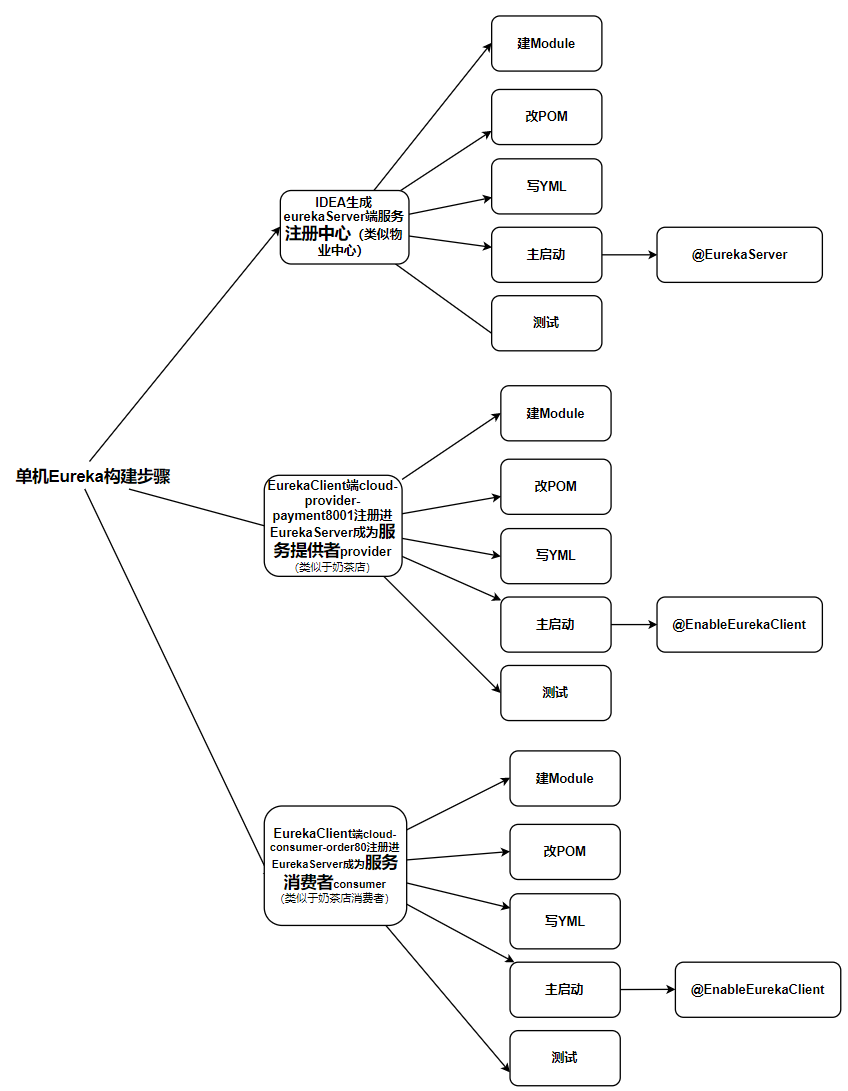 单机Eureka构建步骤
IDEA生成
eurekaServer端服务
注册中心（类似物
业中心）
建Module
改POM
写YML
主启动
@EurekaServer
测试
EurekaClient端cloud-
provider-
payment8001注册进
EurekaServer成为服
务提供者provider
（类似于奶茶店）
建Module
改POM
写YML
主启动
@EnableEurekaClient
测试
EurekaClient端cloud-
consumer-order80注册进
EurekaServer成为服务
消费者consumer
（类似于奶茶店消费者）
建Module
改POM
写YML
主启动
@EnableEurekaClient
测试